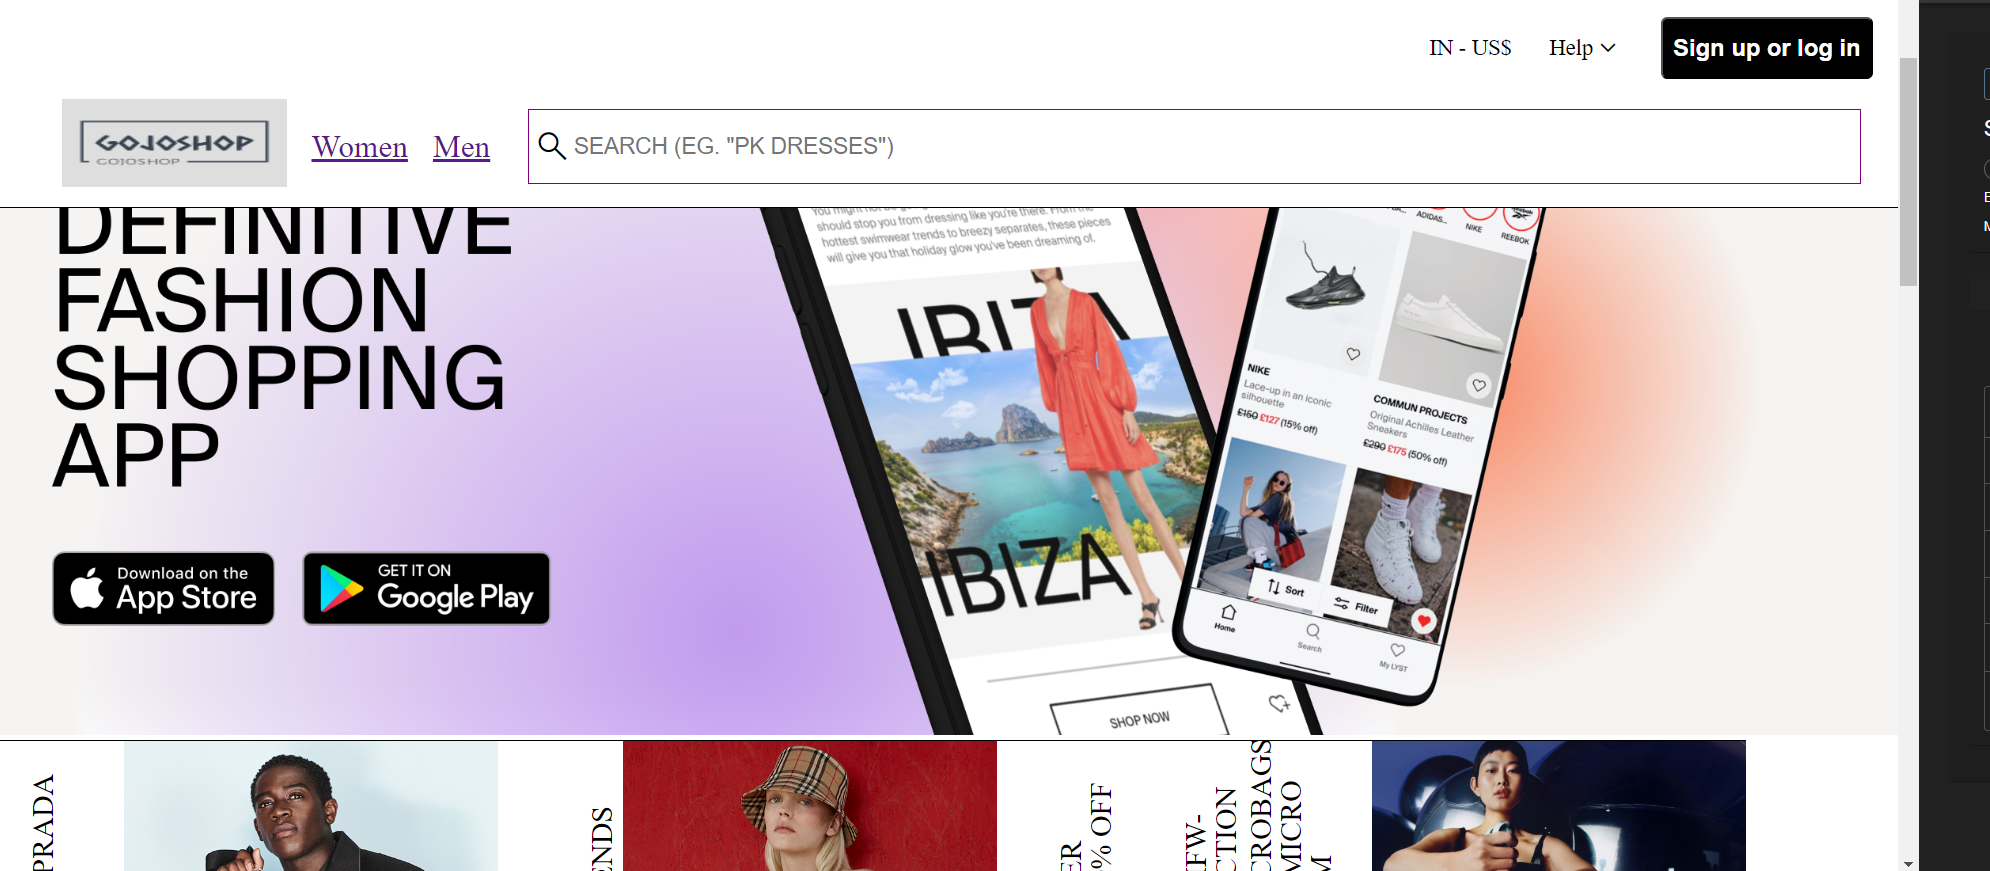 IN - US$
Help
Sign up or log in
GOJOSHOP
GOJOSHOP
Women
Men
SEARCH (EG. "PK DRESSES")
DEFINITIVE
FASHION
SHOPPING
APP
Download on the
App Store
GET IT ON
Google Play
should stop you from dressing like you're there. From the
hottest swimwear trends to breezy separates, these pieces
will give you that holiday glow you've been dreaming of.
IBIZA
IBIZA
SHOP NOW
ADIDAS...
NIKE
REEBOK
NIKE
Lace-up in an iconic
silhouette
£150 £127 (15% off)
COMMUN PROJECTS
Original Achilles Leather
Sneakers
£290 £175 (50% off)
Sort
Filter
Home
Search
My LYST
PRADA
% OFF
MICRO